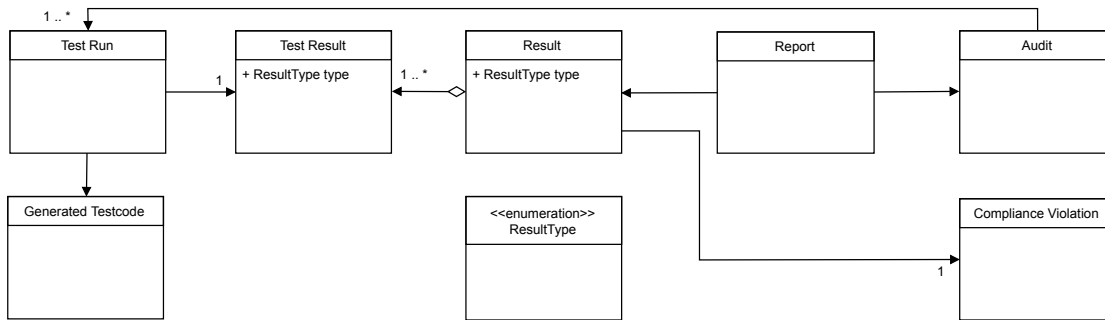 1 .. *
Test Run
Test Result
Result
Report
Audit
+ ResultType type
1 .. *
+ ResultType type
1
Generated Testcode
<<enumeration>>
ResultType
Compliance Violation
1